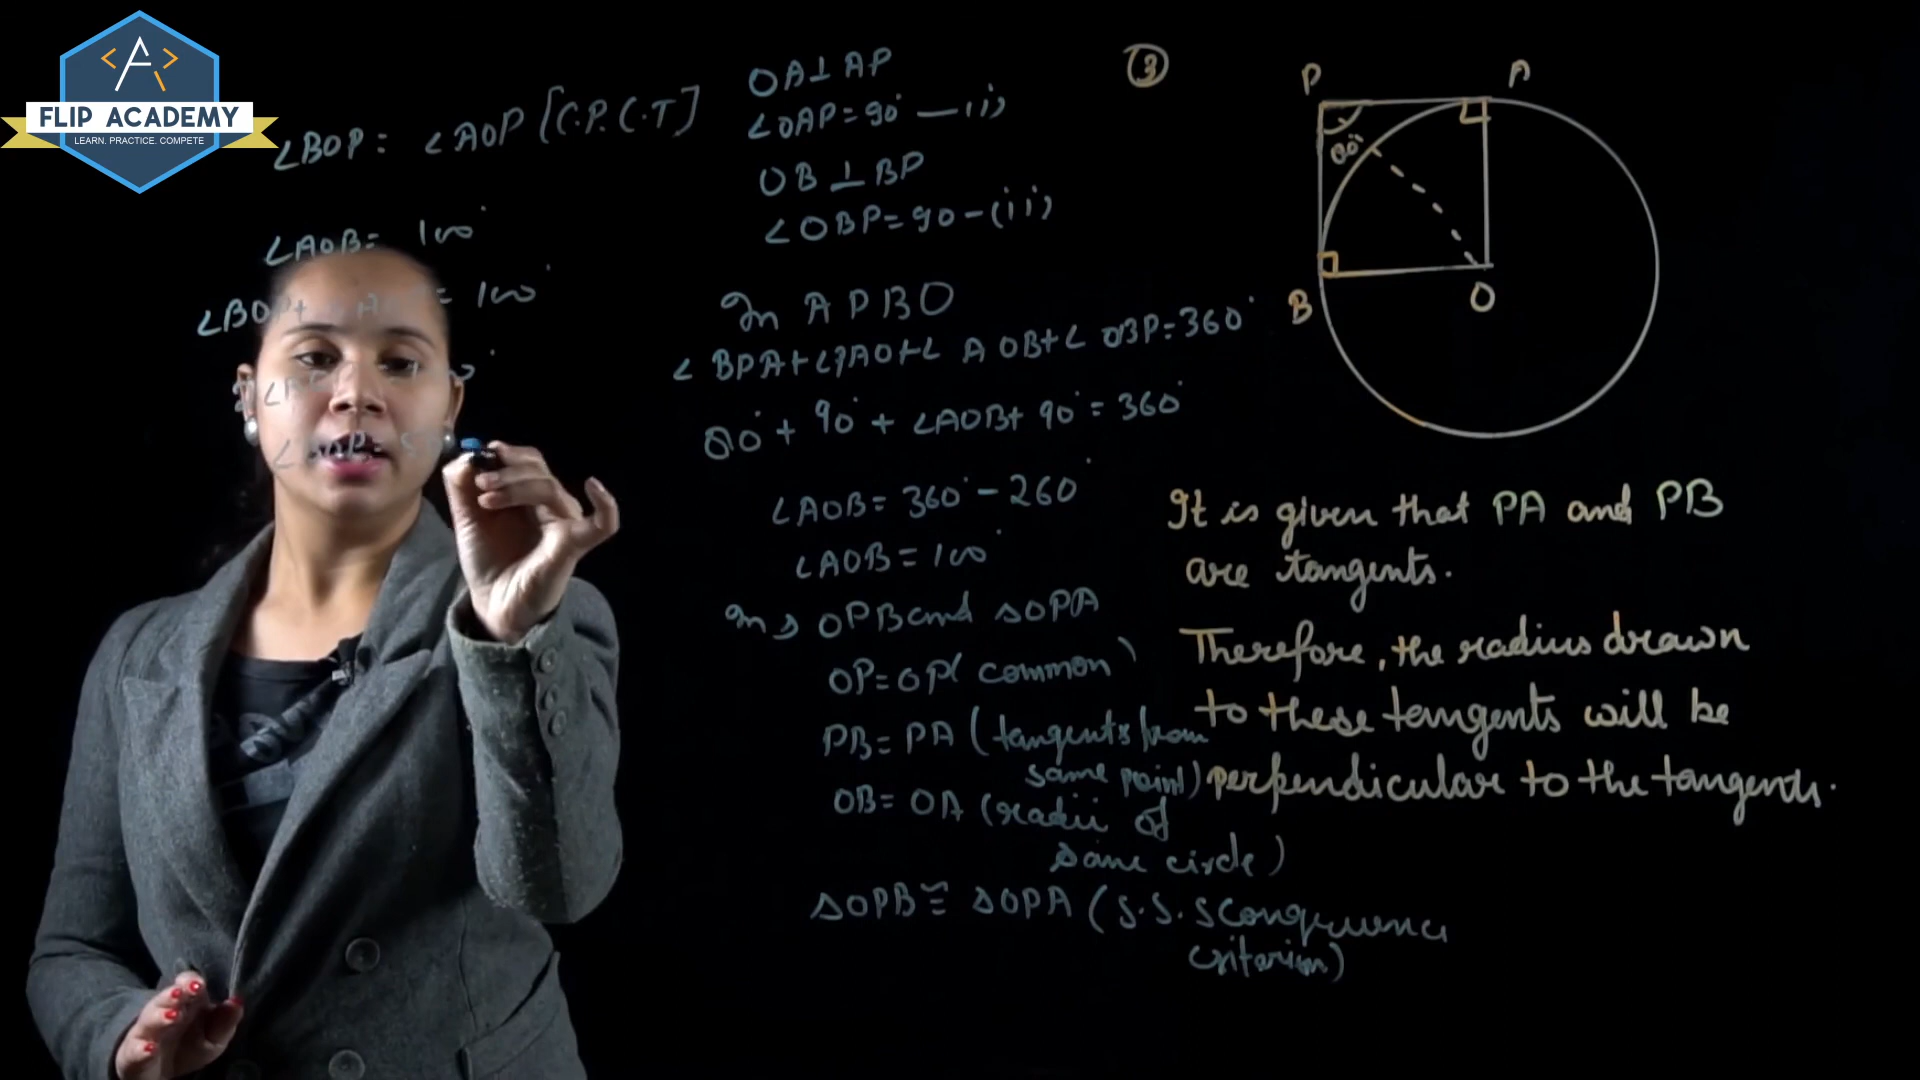 FLIP ACADEMY
LEARN. PRACTICE. COMPETE
∠BOP = ∠AOP [C.P.C.T]
∠AOB = 100°
∠BOP + = 100°
OA ⊥ AP
∠OAP = 90° — (i)
OB ⊥ BP
∠OBP = 90 - (ii)
In APBO
∠BPA + ∠PAO + ∠AOB + ∠OBP = 360°
80° + 90° + ∠AOB + 90° = 360°
∠AOB = 360° - 260°
∠AOB = 100°
In Δ OPB and ΔOPA
OP = OP (common)
PB = PA (tangents from
same point)
OB = OA (radii of
same circle)
ΔOPB ≅ ΔOPA (S.S.S congruence
criterion)
③
P
A
80°
B
O
It is given that PA and PB
are tangents.
Therefore, the radius drawn
to these tangents will be
perpendicular to the tangents.